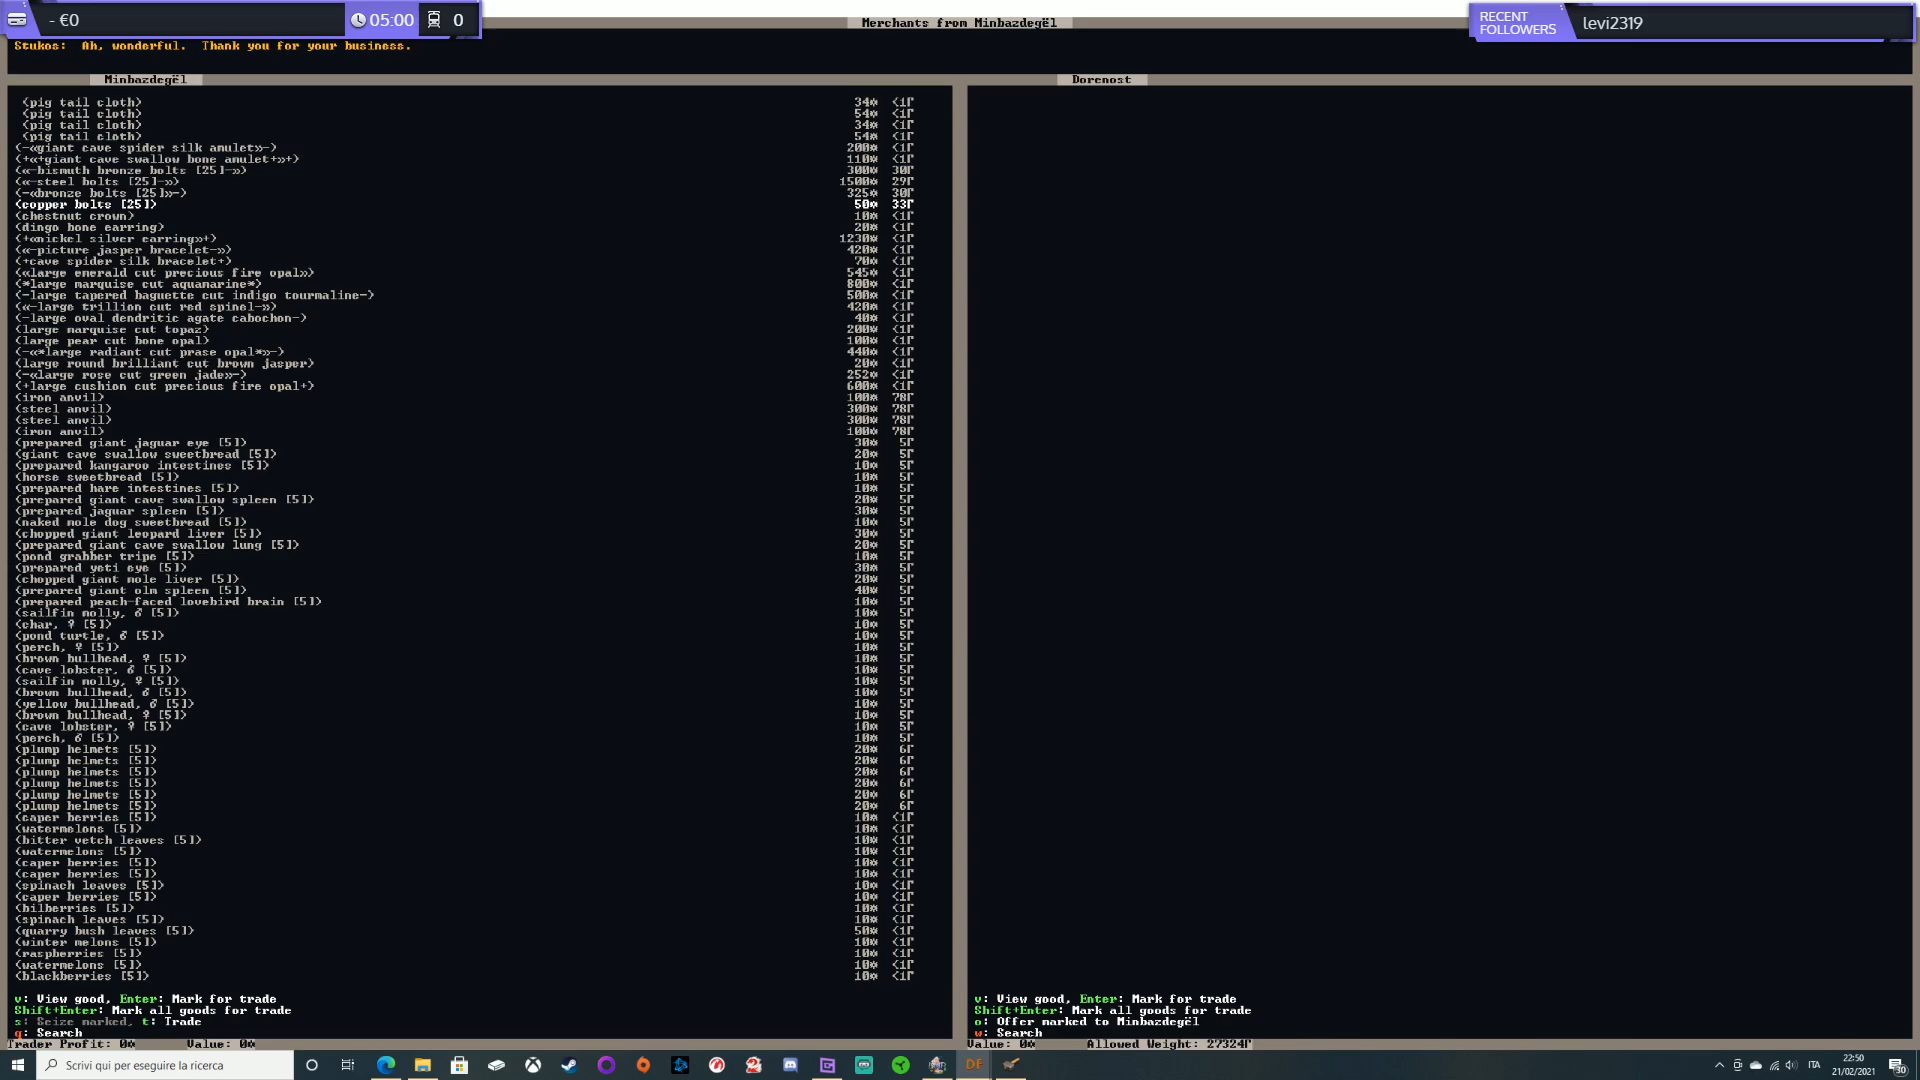 - €0 05:00 0
Merchants from Minbazdegël
RECENT FOLLOWERS levi2319
Stukos: Ah, wonderful. Thank you for your business.
Minbazdegël Dorenost
(pig tail cloth) 34☼ <1Γ
(pig tail cloth) 54☼ <1Γ
(pig tail cloth) 34☼ <1Γ
(pig tail cloth) 54☼ <1Γ
(-«giant cave spider silk amulet»-) 200☼ <1Γ
(+«+giant cave swallow bone amulet+»+) 110☼ <1Γ
(«-bismuth bronze bolts [25]-») 300☼ 30Γ
(«-steel bolts [25]-») 1500☼ 29Γ
(-«bronze bolts [25]»-) 325☼ 30Γ
(copper bolts [25]) 50☼ 33Γ
(chestnut crown) 10☼ <1Γ
(dingo bone earring) 20☼ <1Γ
(+«nickel silver earring»+) 1230☼ <1Γ
(«-picture jasper bracelet-») 420☼ <1Γ
(+cave spider silk bracelet+) 70☼ <1Γ
(«large emerald cut precious fire opal») 545☼ <1Γ
(*large marquise cut aquamarine*) 800☼ <1Γ
(-large tapered baguette cut indigo tourmaline-) 500☼ <1Γ
(«-large trillion cut red spinel-») 420☼ <1Γ
(-large oval dendritic agate cabochon-) 40☼ <1Γ
(large marquise cut topaz) 200☼ <1Γ
(large pear cut bone opal) 100☼ <1Γ
(-«*large radiant cut prase opal*»-) 440☼ <1Γ
(large round brilliant cut brown jasper) 20☼ <1Γ
(-«large rose cut green jade»-) 252☼ <1Γ
(+large cushion cut precious fire opal+) 600☼ <1Γ
(iron anvil) 100☼ 78Γ
(steel anvil) 300☼ 78Γ
(steel anvil) 300☼ 78Γ
(iron anvil) 100☼ 78Γ
(prepared giant jaguar eye [5]) 30☼ 5Γ
(giant cave swallow sweetbread [5]) 20☼ 5Γ
(prepared kangaroo intestines [5]) 10☼ 5Γ
(horse sweetbread [5]) 10☼ 5Γ
(prepared hare intestines [5]) 10☼ 5Γ
(prepared giant cave swallow spleen [5]) 20☼ 5Γ
(prepared jaguar spleen [5]) 30☼ 5Γ
(naked mole dog sweetbread [5]) 10☼ 5Γ
(chopped giant leopard liver [5]) 30☼ 5Γ
(prepared giant cave swallow lung [5]) 20☼ 5Γ
(pond grabber tripe [5]) 10☼ 5Γ
(prepared yeti eye [5]) 30☼ 5Γ
(chopped giant mole liver [5]) 20☼ 5Γ
(prepared giant olm spleen [5]) 40☼ 5Γ
(prepared peach-faced lovebird brain [5]) 10☼ 5Γ
(sailfin molly, ♂ [5]) 10☼ 5Γ
(char, ♀ [5]) 10☼ 5Γ
(pond turtle, ♂ [5]) 10☼ 5Γ
(perch, ♀ [5]) 10☼ 5Γ
(brown bullhead, ♀ [5]) 10☼ 5Γ
(cave lobster, ♂ [5]) 10☼ 5Γ
(sailfin molly, ♀ [5]) 10☼ 5Γ
(brown bullhead, ♂ [5]) 10☼ 5Γ
(yellow bullhead, ♂ [5]) 10☼ 5Γ
(brown bullhead, ♀ [5]) 10☼ 5Γ
(cave lobster, ♀ [5]) 10☼ 5Γ
(perch, ♂ [5]) 10☼ 5Γ
(plump helmets [5]) 20☼ 6Γ
(plump helmets [5]) 20☼ 6Γ
(plump helmets [5]) 20☼ 6Γ
(plump helmets [5]) 20☼ 6Γ
(plump helmets [5]) 20☼ 6Γ
(plump helmets [5]) 20☼ 6Γ
(caper berries [5]) 10☼ <1Γ
(watermelons [5]) 10☼ <1Γ
(bitter vetch leaves [5]) 10☼ <1Γ
(watermelons [5]) 10☼ <1Γ
(caper berries [5]) 10☼ <1Γ
(caper berries [5]) 10☼ <1Γ
(spinach leaves [5]) 10☼ <1Γ
(caper berries [5]) 10☼ <1Γ
(bilberries [5]) 10☼ <1Γ
(spinach leaves [5]) 10☼ <1Γ
(quarry bush leaves [5]) 50☼ <1Γ
(winter melons [5]) 10☼ <1Γ
(raspberries [5]) 10☼ <1Γ
(watermelons [5]) 10☼ <1Γ
(blackberries [5]) 10☼ <1Γ
v: View good, Enter: Mark for trade
Shift+Enter: Mark all goods for trade
s: Seize marked, t: Trade
q: Search
Trader Profit: 0☼ Value: 0☼
v: View good, Enter: Mark for trade
Shift+Enter: Mark all goods for trade
o: Offer marked to Minbazdegël
w: Search
Value: 0☼ Allowed Weight: 27324Γ
Scrivi qui per eseguire la ricerca
DF
ITA
22:50
21/02/2021
30